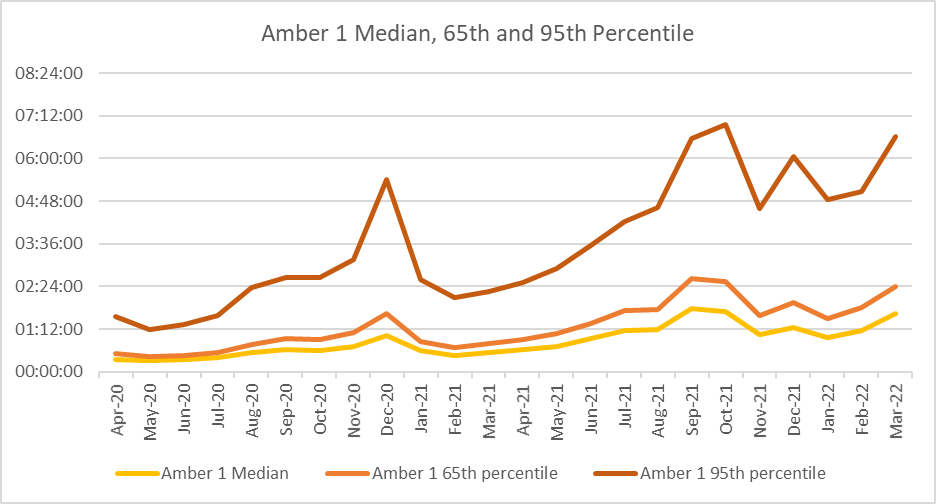 Amber 1 Median, 65th and 95th Percentile
08:24:00
07:12:00
06:00:00
04:48:00
03:36:00
02:24:00
01:12:00
00:00:00
Apr-20
May-20
Jun-20
Jul-20
Aug-20
Sep-20
Oct-20
Nov-20
Dec-20
Jan-21
Feb-21
Mar-21
Apr-21
May-21
Jun-21
Jul-21
Aug-21
Sep-21
Oct-21
Nov-21
Dec-21
Jan-22
Feb-22
Mar-22
Amber 1 Median Amber 1 65th percentile Amber 1 95th percentile